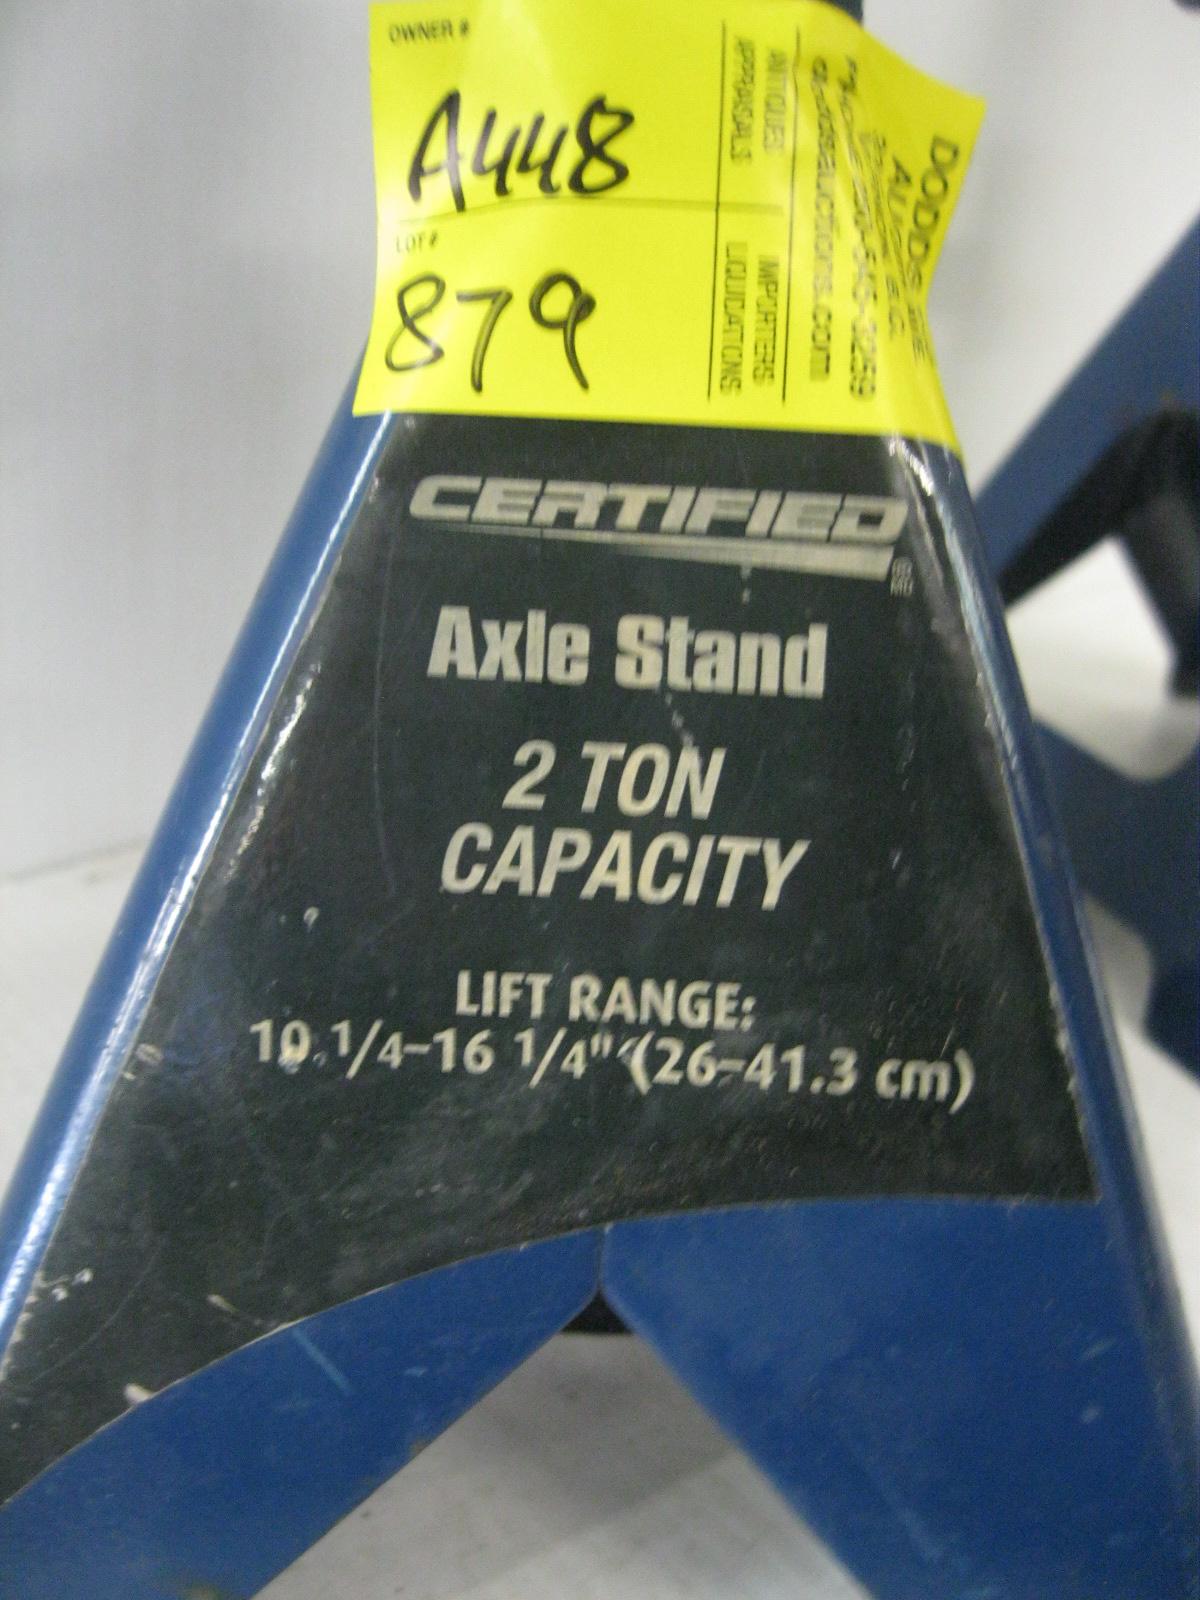 OWNER #
A448
LOT #
879
ANTIQUES
APPRAISALS
IMPORTERS
LIQUIDATIONS
DODDS
CERTIFIED
Axle Stand
2 TON
CAPACITY
LIFT RANGE:
10 1/4–16 1/4" (26–41.3 cm)